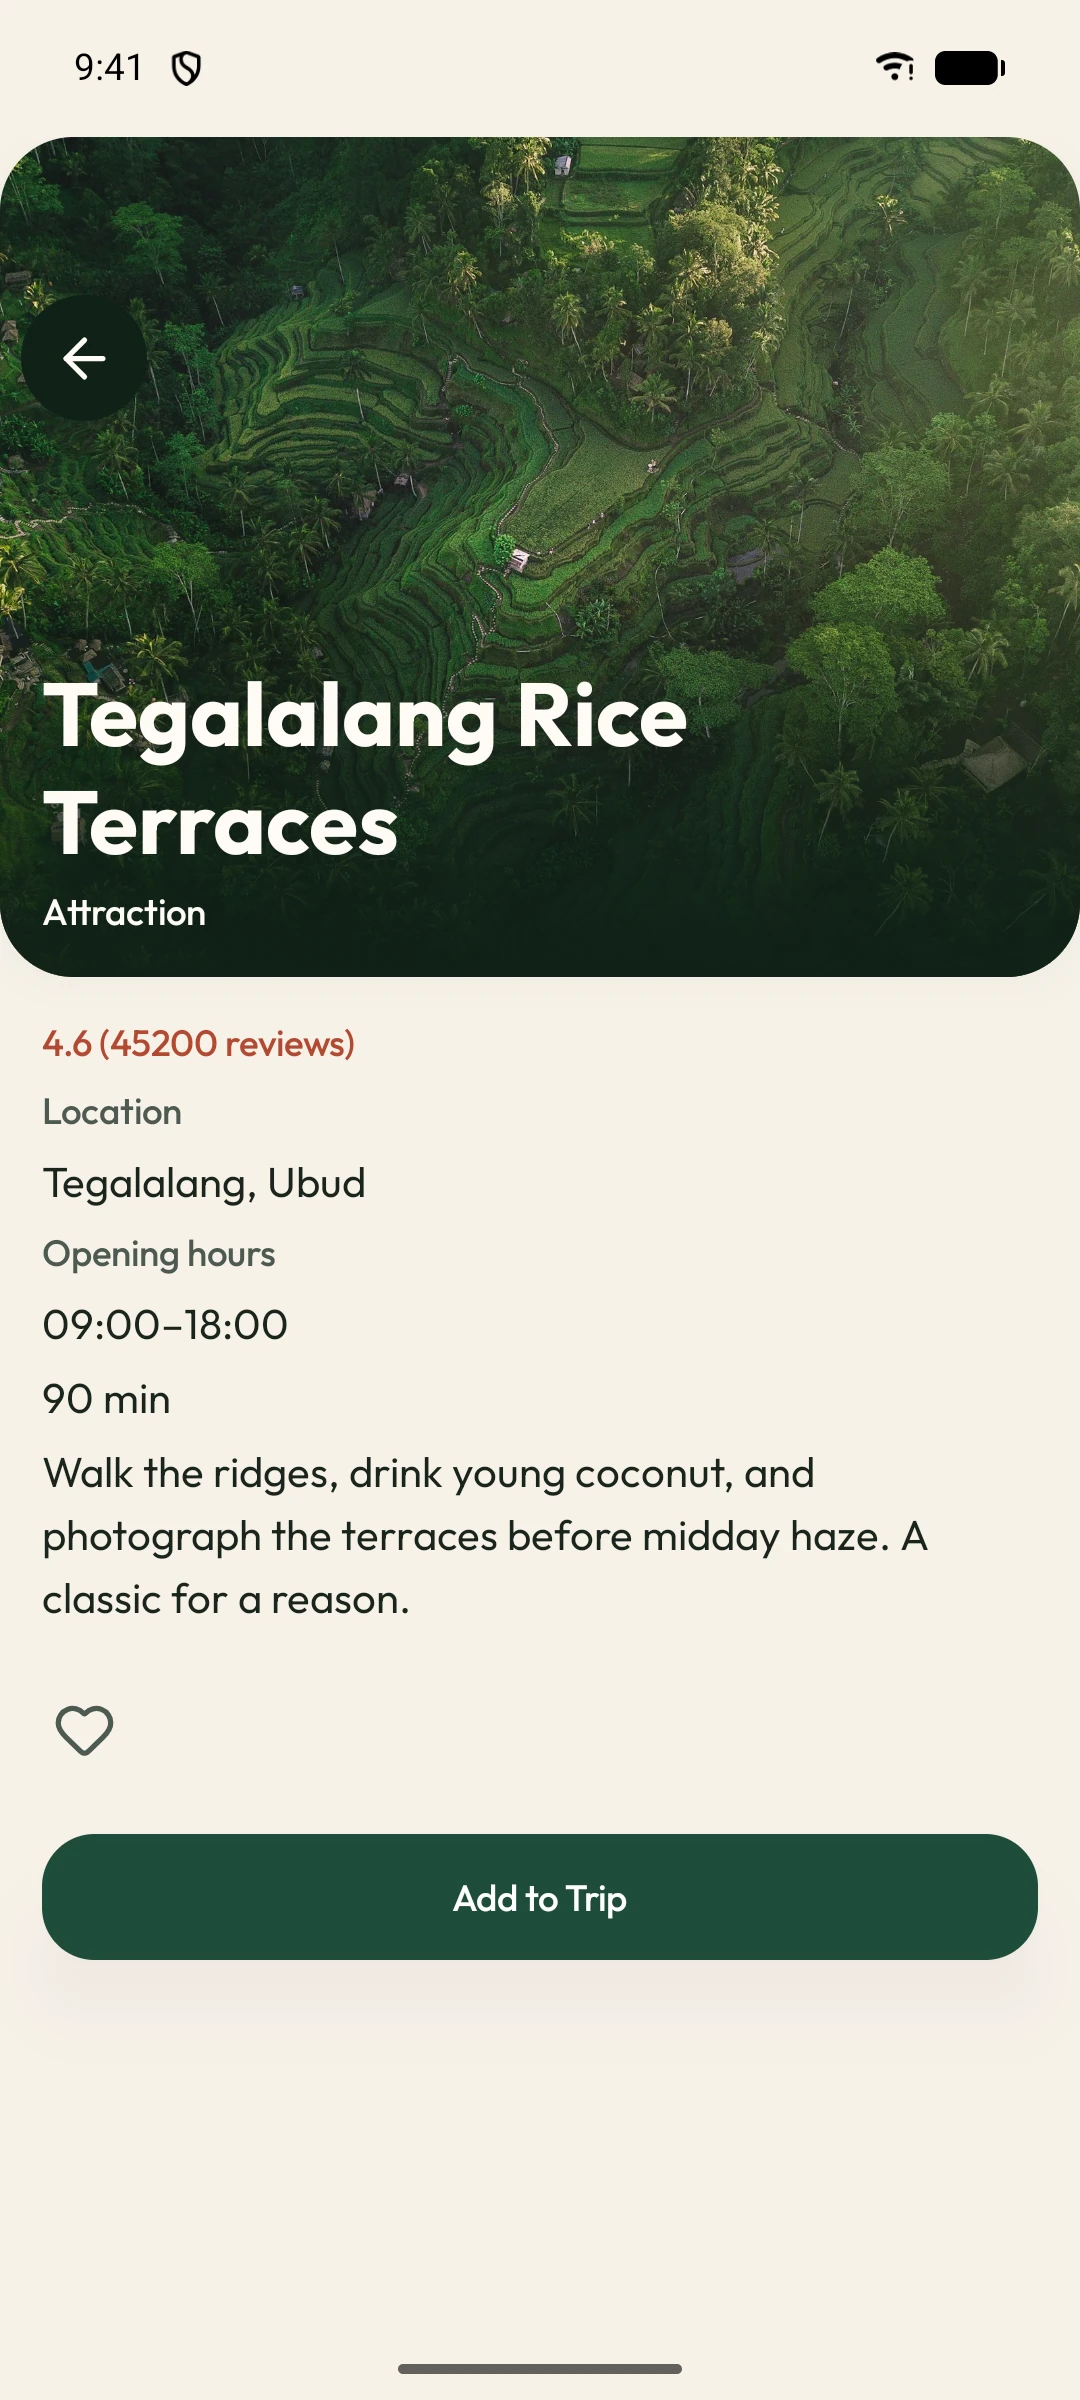 9:41
Tegalalang Rice
Terraces
Attraction
4.6 (45200 reviews)
Location
Tegalalang, Ubud
Opening hours
09:00–18:00
90 min
Walk the ridges, drink young coconut, and
photograph the terraces before midday haze. A
classic for a reason.
Add to Trip